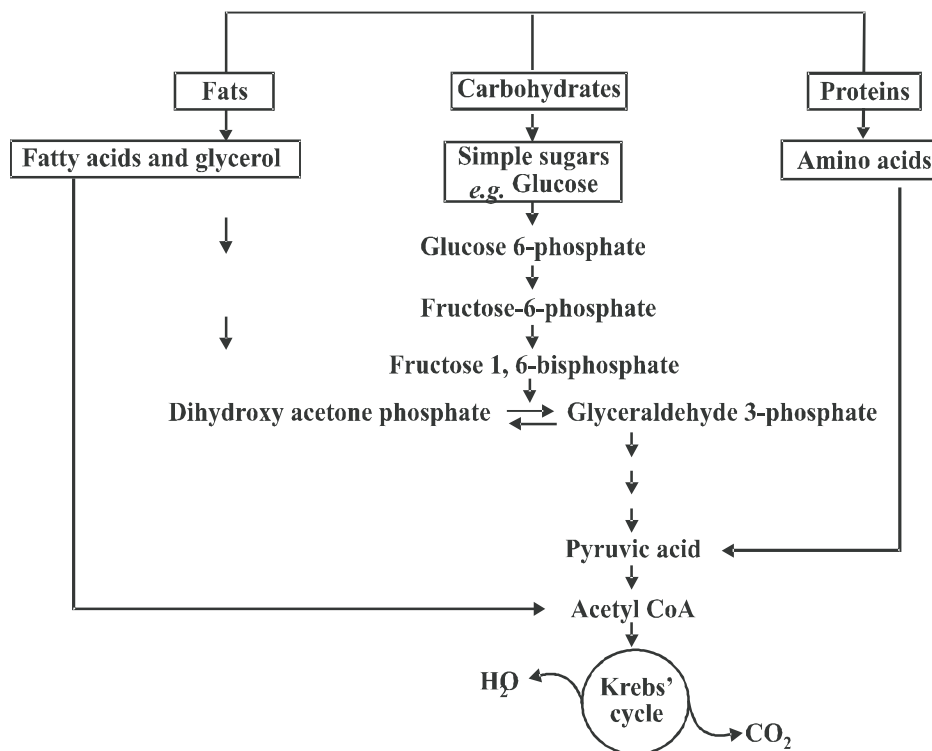 Fats
Carbohydrates
Proteins
Fatty acids and glycerol
Simple sugars
e.g. Glucose
Amino acids
Glucose 6-phosphate
Fructose-6-phosphate
Fructose 1, 6-bisphosphate
Dihydroxy acetone phosphate
Glyceraldehyde 3-phosphate
Pyruvic acid
Acetyl CoA
H₂O
Krebs’
cycle
CO₂